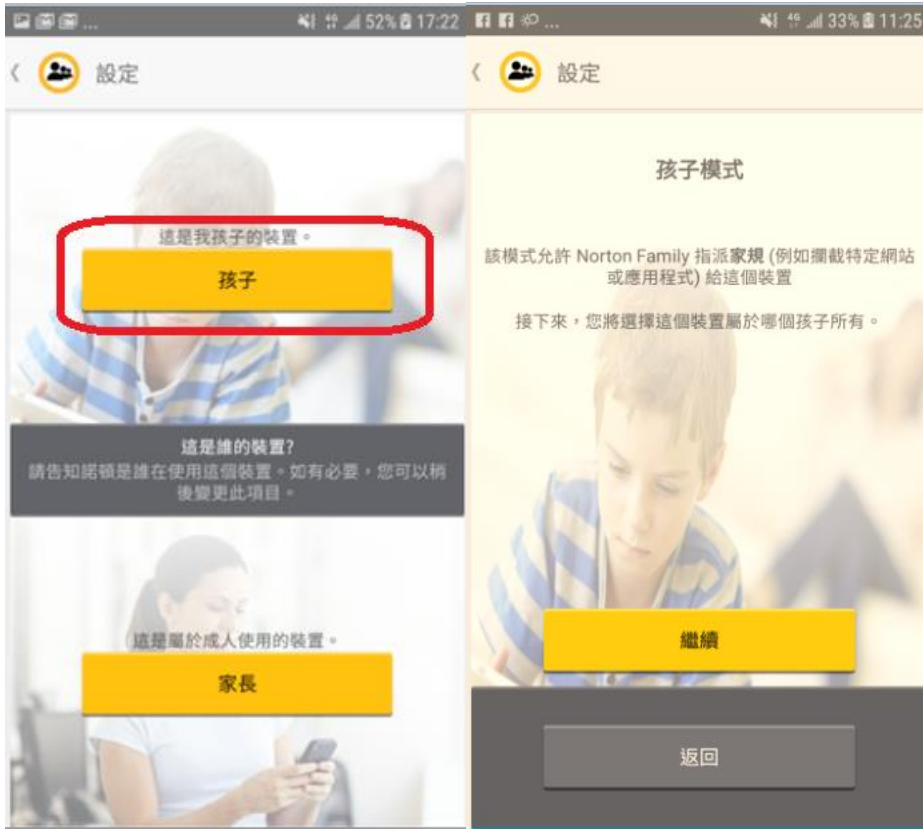 ... 52% 17:22
設定
這是我孩子的裝置。
孩子
這是誰的裝置?
請告知諾頓是誰在使用這個裝置。如有必要,您可以稍
後變更此項目。
這是屬於成人使用的裝置。
家長
... 4G 33% 11:25
設定
孩子模式
該模式允許 Norton Family 指派家規 (例如攔截特定網站
或應用程式) 給這個裝置
接下來,您將選擇這個裝置屬於哪個孩子所有。
繼續
返回